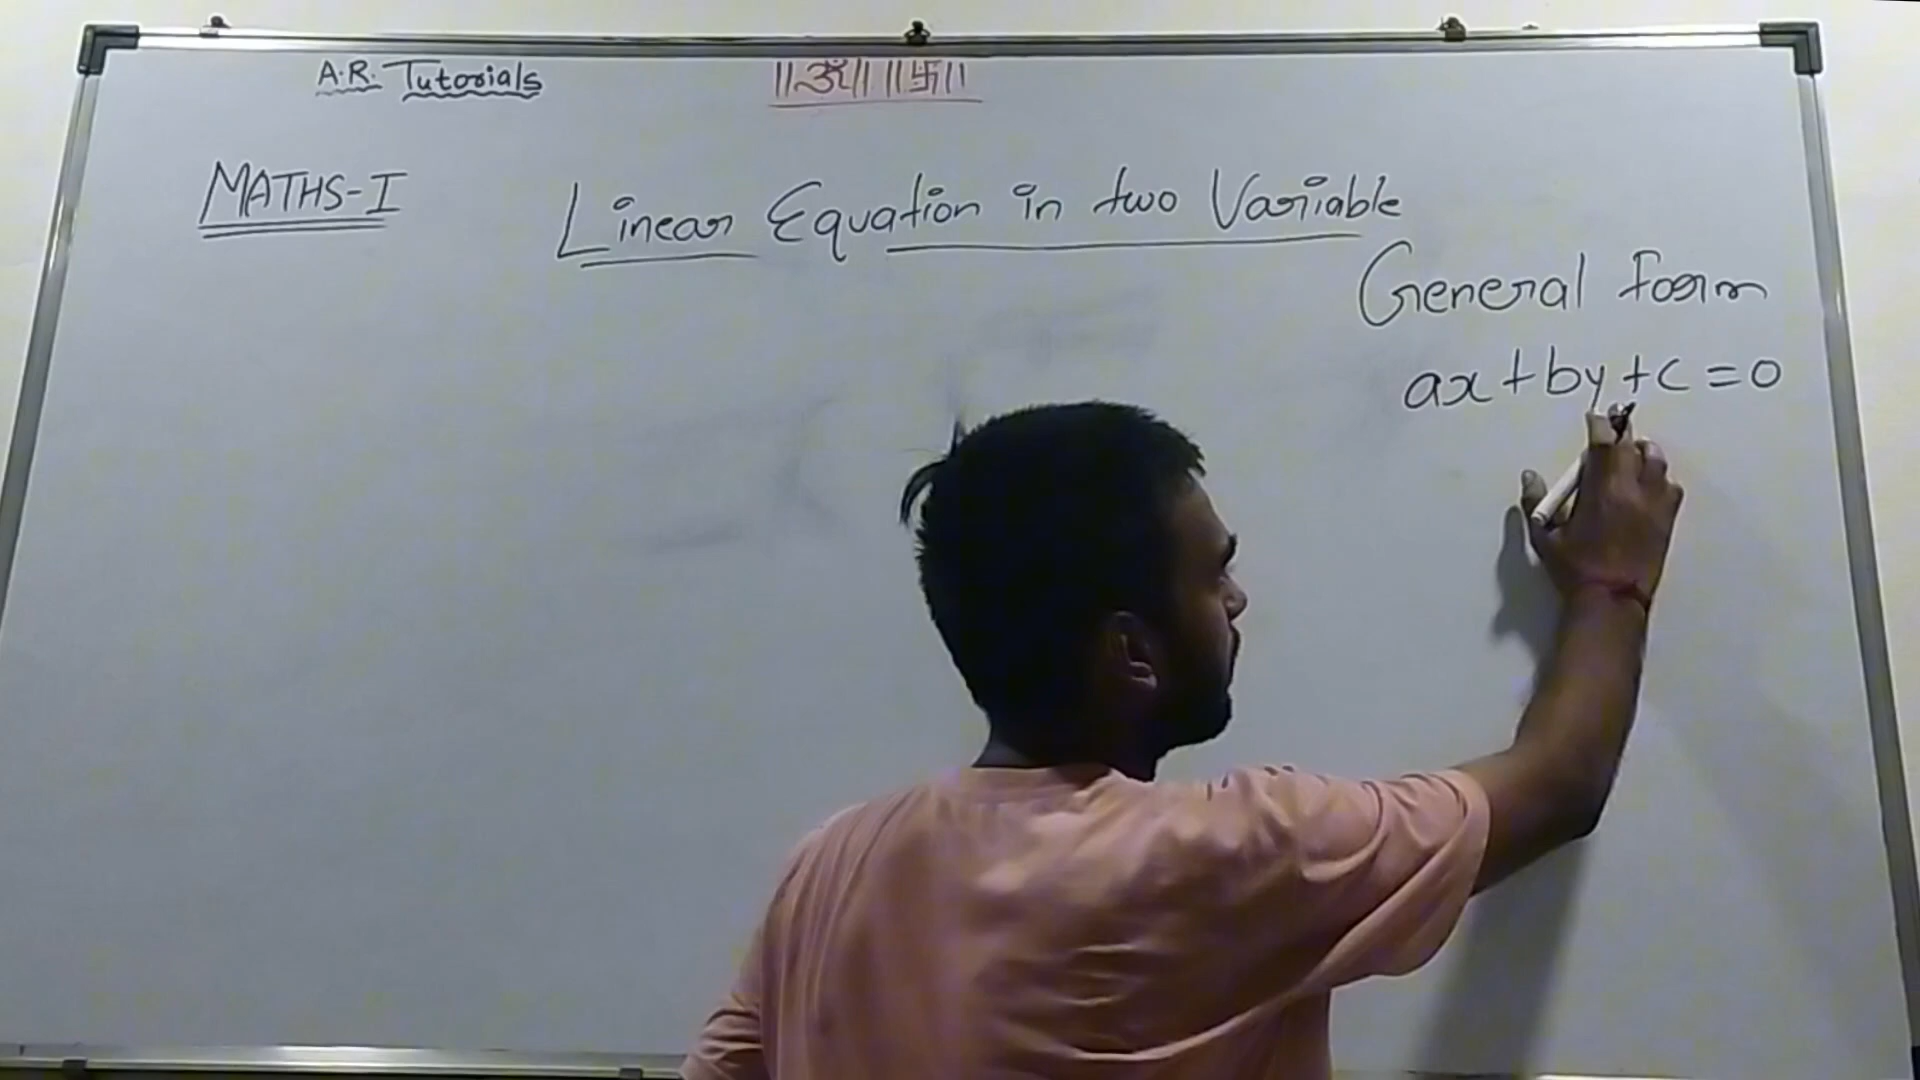 A.R. Tutorials
||ॐ|| ||卐||
MATHS-I
Linear Equation in two Variable
General form
ax+by+c=0